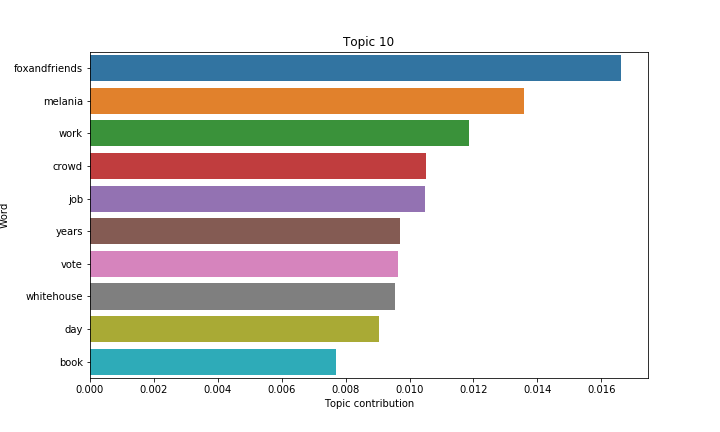 Topic 10
Word
foxandfriends
melania
work
crowd
job
years
vote
whitehouse
day
book
0.000 0.002 0.004 0.006 0.008 0.010 0.012 0.014 0.016
Topic contribution